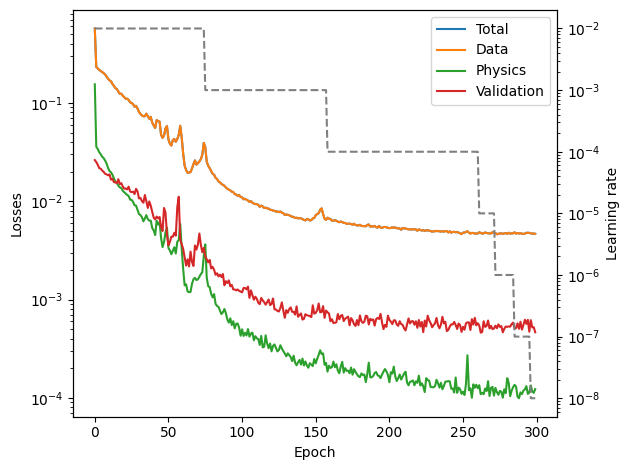 Total
Data
Physics
Validation
Losses
10⁻¹
10⁻²
10⁻³
10⁻⁴
10⁻²
10⁻³
10⁻⁴
10⁻⁵
10⁻⁶
10⁻⁷
10⁻⁸
Learning rate
0 50 100 150 200 250 300
Epoch